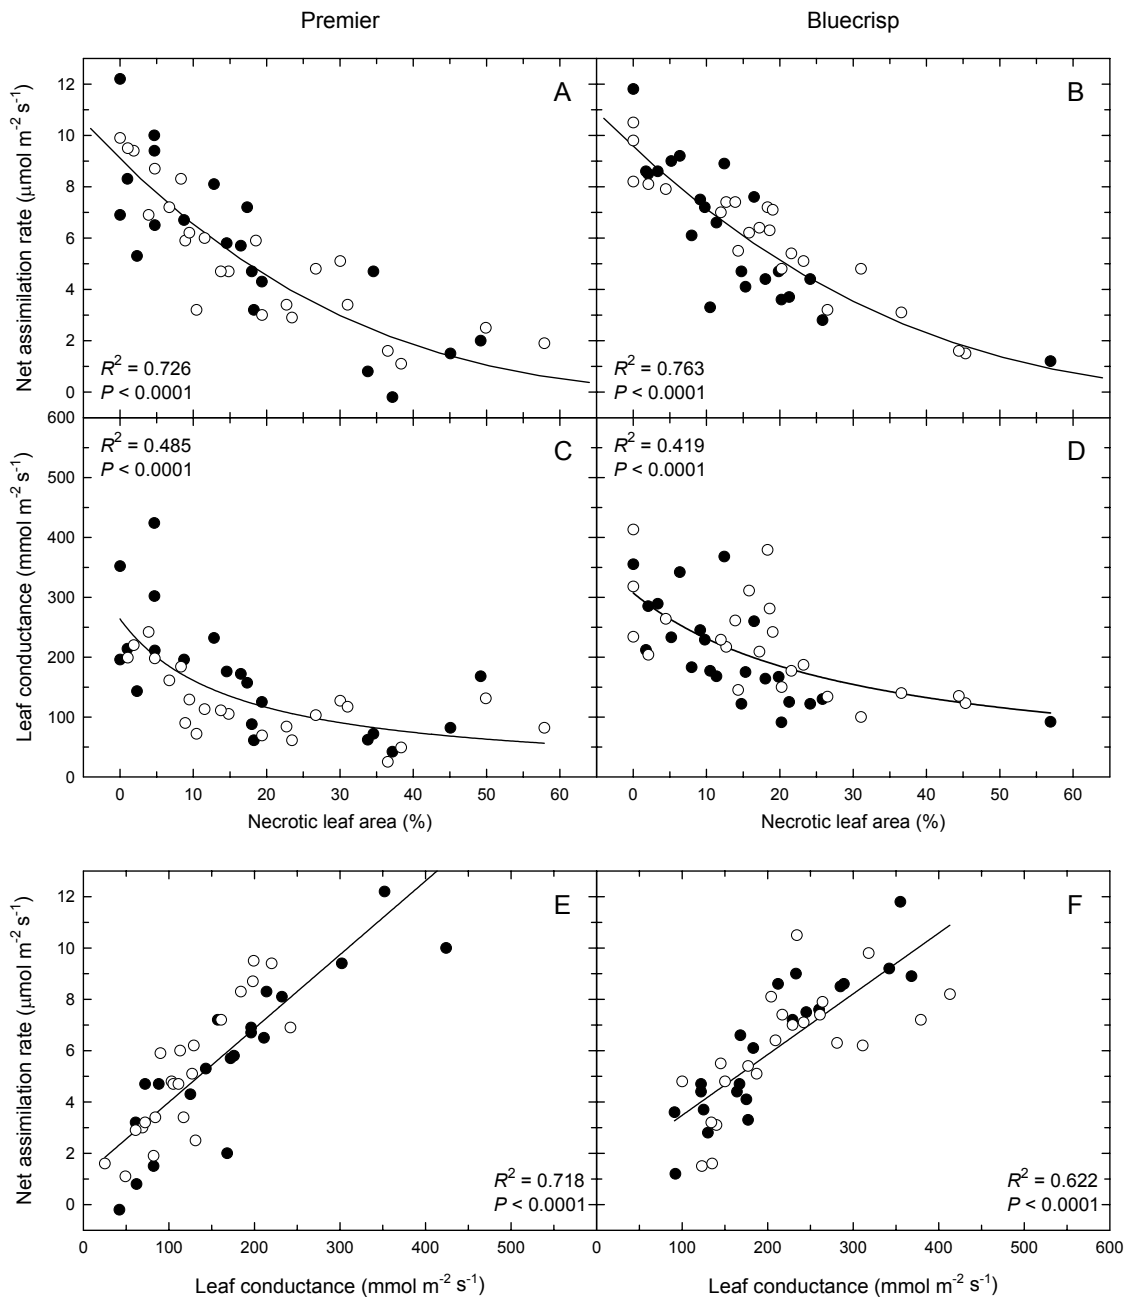 Premier Bluecrisp
A B
Net assimilation rate (μmol m⁻² s⁻¹)
12
10
8
6
4
2
0
R² = 0.726
P < 0.0001
R² = 0.763
P < 0.0001
C D
Leaf conductance (mmol m⁻² s⁻¹)
600
500
400
300
200
100
0
R² = 0.485
P < 0.0001
R² = 0.419
P < 0.0001
0 10 20 30 40 50 0 10 20 30 40 50 60
Necrotic leaf area (%) Necrotic leaf area (%)
E F
Net assimilation rate (μmol m⁻² s⁻¹)
12
10
8
6
4
2
0
R² = 0.718
P < 0.0001
R² = 0.622
P < 0.0001
0 100 200 300 400 500 0 100 200 300 400 500 600
Leaf conductance (mmol m⁻² s⁻¹) Leaf conductance (mmol m⁻² s⁻¹)